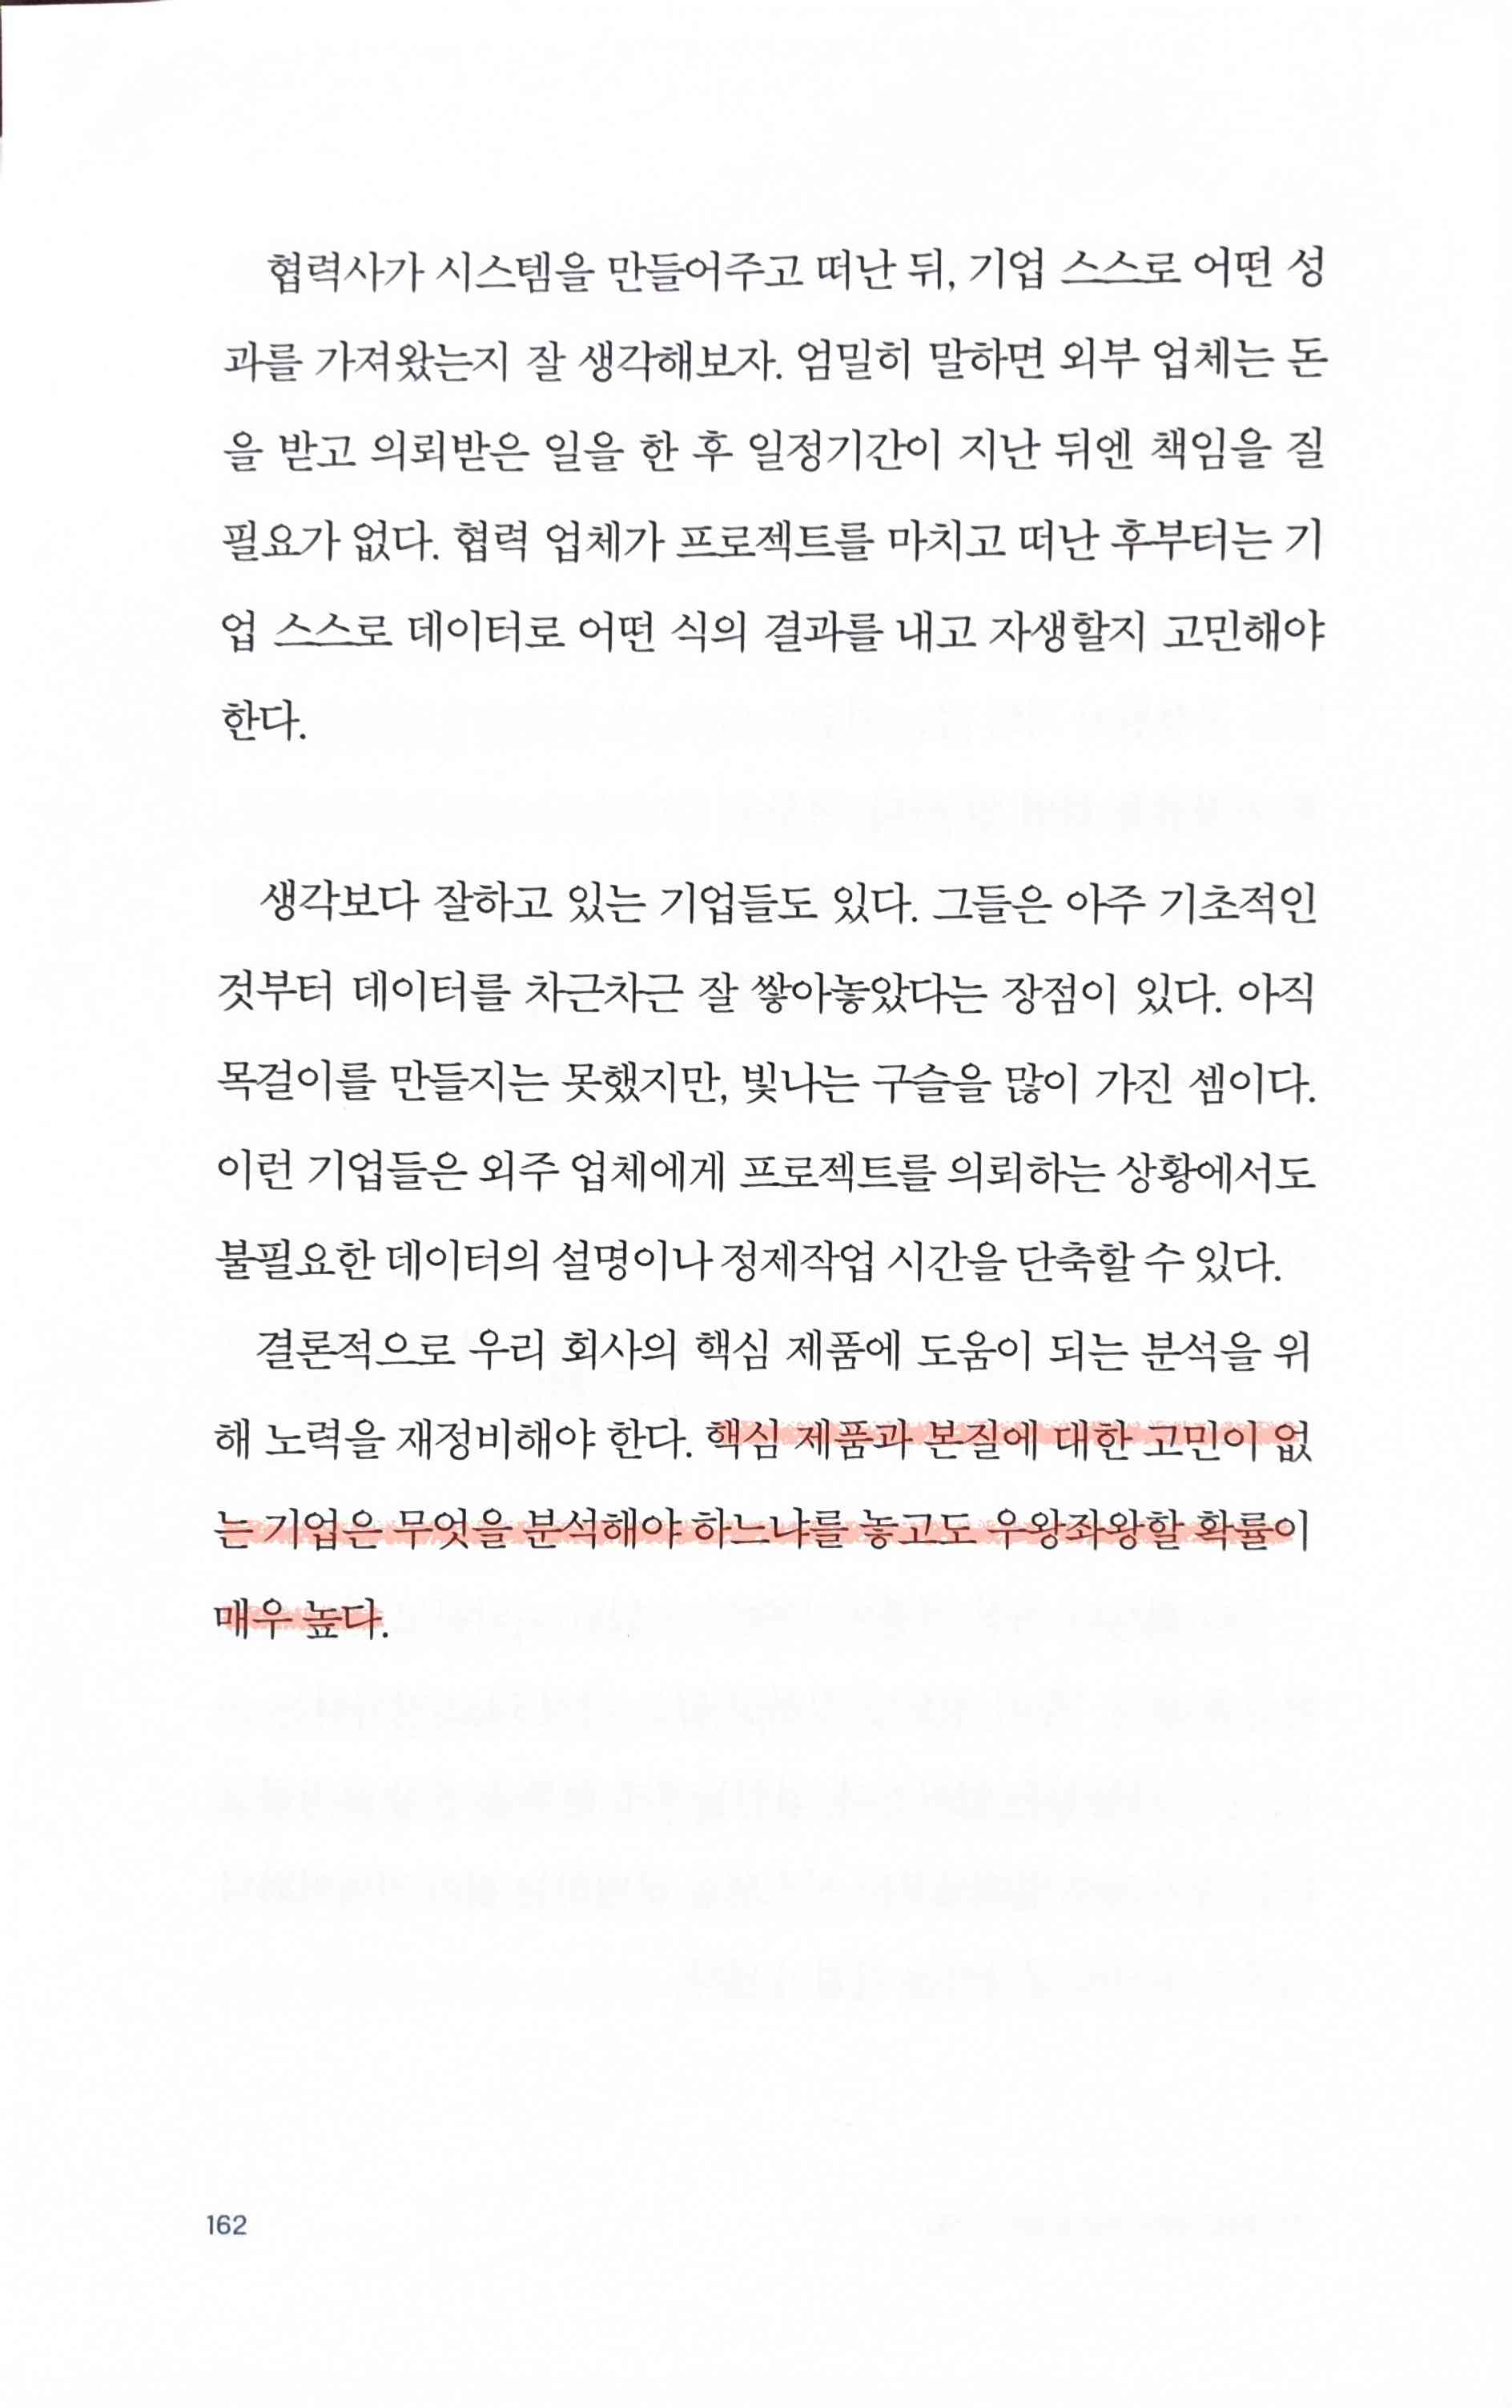 협력사가 시스템을 만들어주고 떠난 뒤, 기업 스스로 어떤 성
과를 가져왔는지 잘 생각해보자. 엄밀히 말하면 외부 업체는 돈
을 받고 의뢰받은 일을 한 후 일정기간이 지난 뒤엔 책임을 질
필요가 없다. 협력 업체가 프로젝트를 마치고 떠난 후부터는 기
업 스스로 데이터로 어떤 식의 결과를 내고 자생할지 고민해야
한다.
생각보다 잘하고 있는 기업들도 있다. 그들은 아주 기초적인
것부터 데이터를 차근차근 잘 쌓아놓았다는 장점이 있다. 아직
목걸이를 만들지는 못했지만, 빛나는 구슬을 많이 가진 셈이다.
이런 기업들은 외주 업체에게 프로젝트를 의뢰하는 상황에서도
불필요한 데이터의 설명이나 정제작업 시간을 단축할 수 있다.
결론적으로 우리 회사의 핵심 제품에 도움이 되는 분석을 위
해 노력을 재정비해야 한다. 핵심 제품과 본질에 대한 고민이 없
는 기업은 무엇을 분석해야 하느냐를 놓고도 우왕좌왕할 확률이
매우 높다.
162